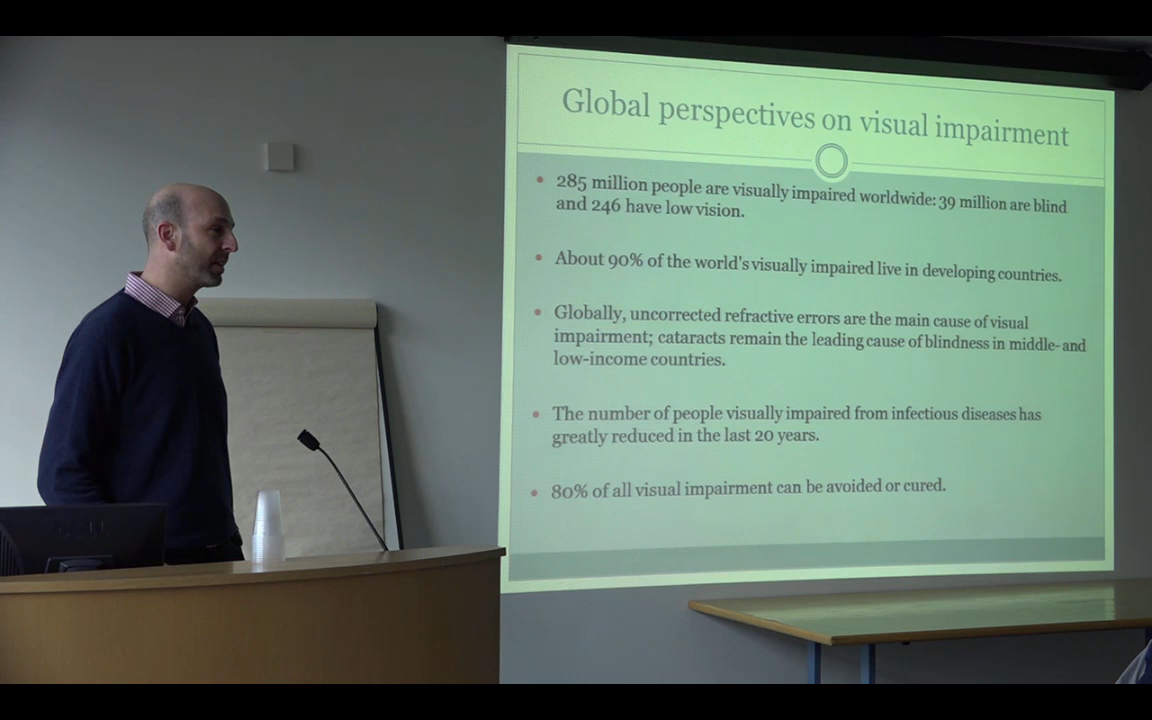 Global perspectives on visual impairment
285 million people are visually impaired worldwide: 39 million are blind
and 246 have low vision.
About 90% of the world's visually impaired live in developing countries.
Globally, uncorrected refractive errors are the main cause of visual
impairment; cataracts remain the leading cause of blindness in middle- and
low-income countries.
The number of people visually impaired from infectious diseases has
greatly reduced in the last 20 years.
80% of all visual impairment can be avoided or cured.
DELL